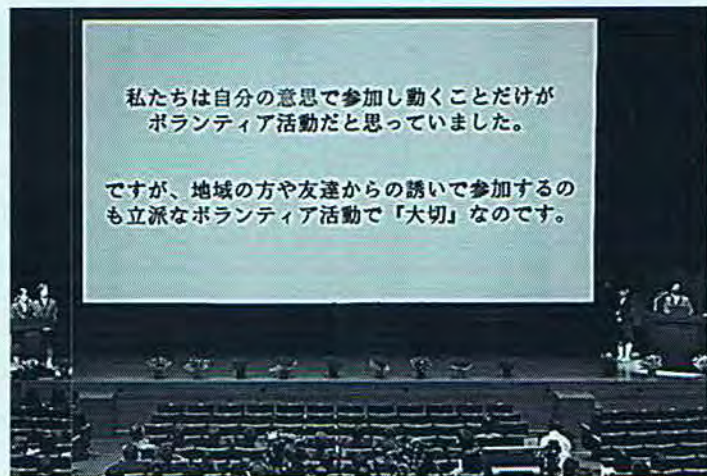 私たちは自分の意思で参加し動くことだけが
ボランティア活動だと思っていました。
ですが、地域の方や友達からの誘いで参加するの
も立派なボランティア活動で『大切』なのです。